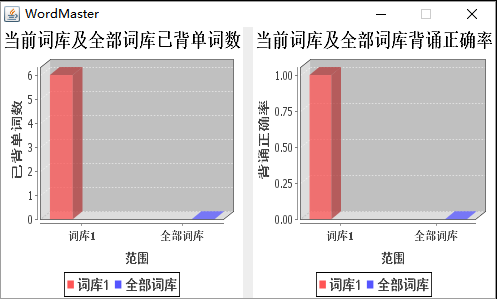 WordMaster
当前词库及全部词库已背单词数
已背单词数
6
5
4
3
2
1
0
词库1 全部词库
范围
词库1 全部词库
当前词库及全部词库背诵正确率
背诵正确率
1.00
0.75
0.50
0.25
0.00
词库1 全部词库
范围
词库1 全部词库